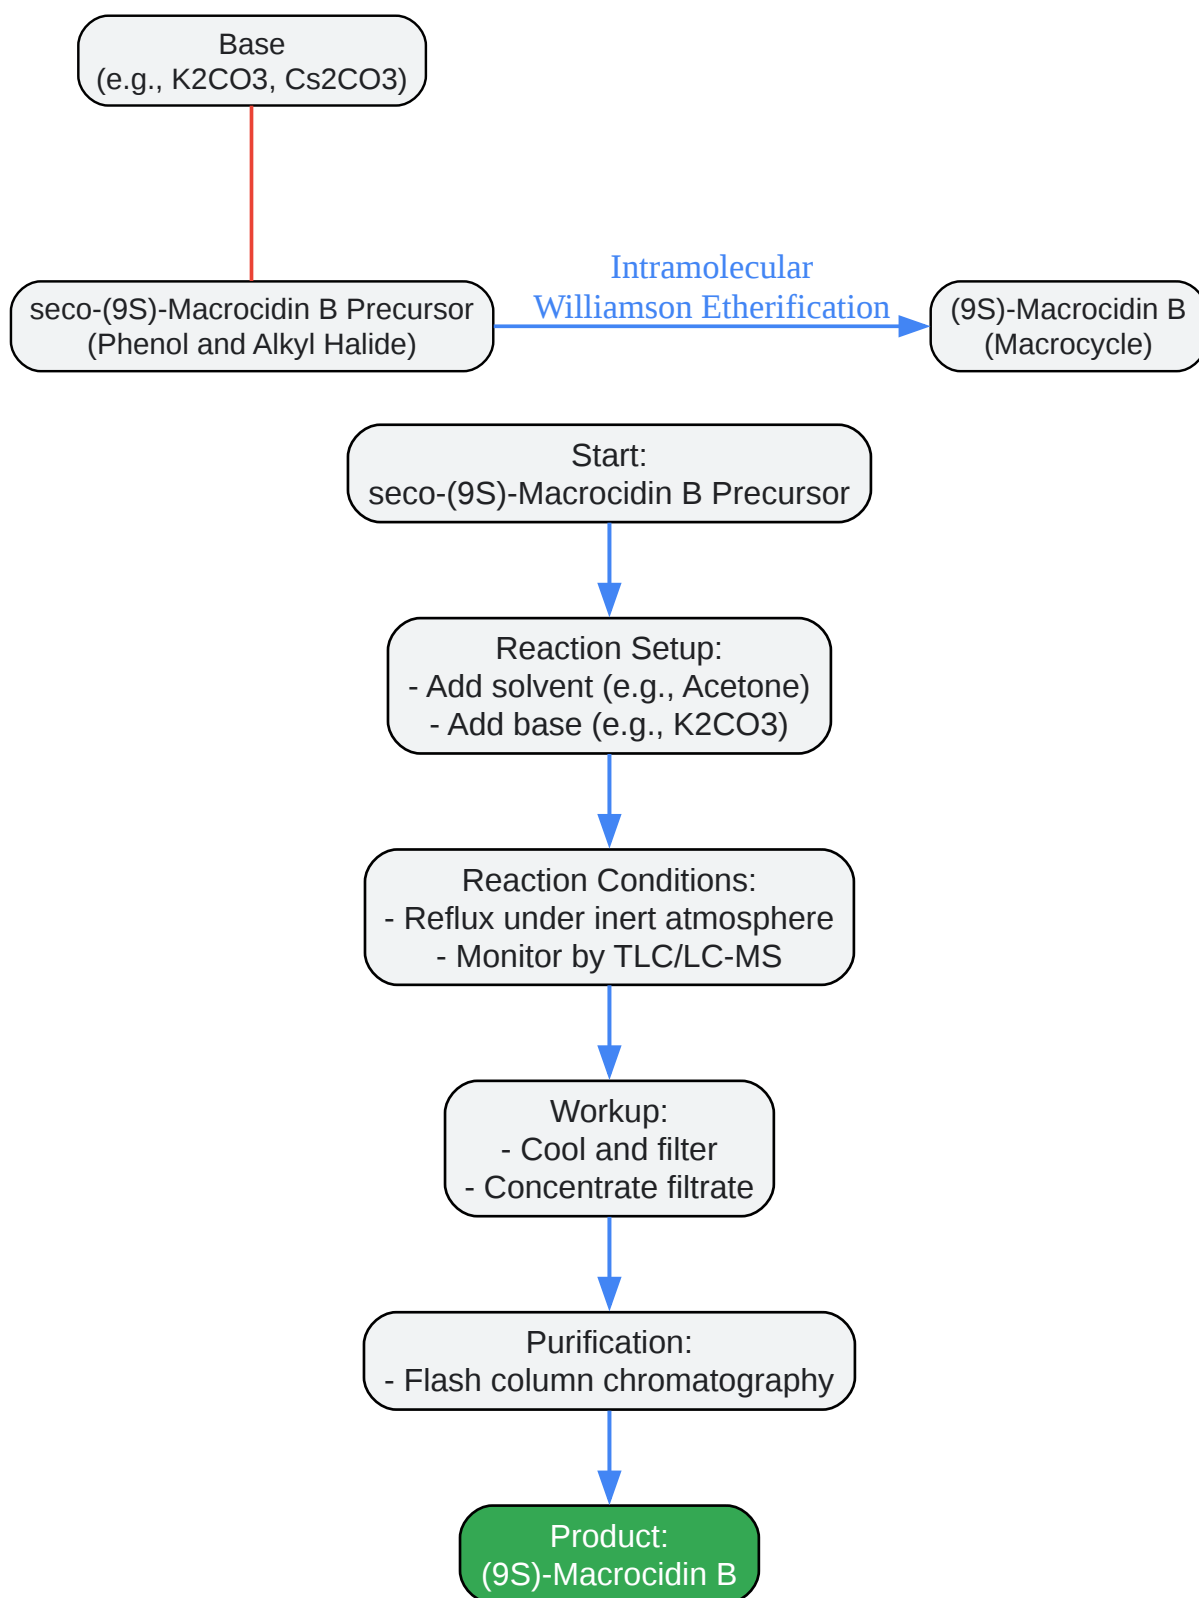 Base
(e.g., K2CO3, Cs2CO3)
seco-(9S)-Macrocidin B Precursor
(Phenol and Alkyl Halide)
Intramolecular
Williamson Etherification
(9S)-Macrocidin B
(Macrocycle)
Start:
seco-(9S)-Macrocidin B Precursor
Reaction Setup:
- Add solvent (e.g., Acetone)
- Add base (e.g., K2CO3)
Reaction Conditions:
- Reflux under inert atmosphere
- Monitor by TLC/LC-MS
Workup:
- Cool and filter
- Concentrate filtrate
Purification:
- Flash column chromatography
Product:
(9S)-Macrocidin B